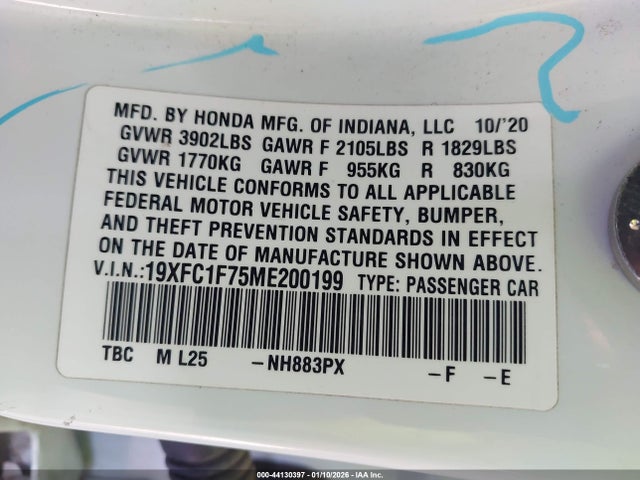 MFD. BY HONDA MFG. OF INDIANA, LLC 10/'20
GVWR 3902LBS GAWR F 2105LBS R 1829LBS
GVWR 1770KG GAWR F 955KG R 830KG
THIS VEHICLE CONFORMS TO ALL APPLICABLE
FEDERAL MOTOR VEHICLE SAFETY, BUMPER,
AND THEFT PREVENTION STANDARDS IN EFFECT
ON THE DATE OF MANUFACTURE SHOWN ABOVE.
V.I.N.:19XFC1F75ME200199 TYPE: PASSENGER CAR
TBC M L25 -NH883PX -F -E
000-44130397 - 01/10/2026 - IAA Inc.